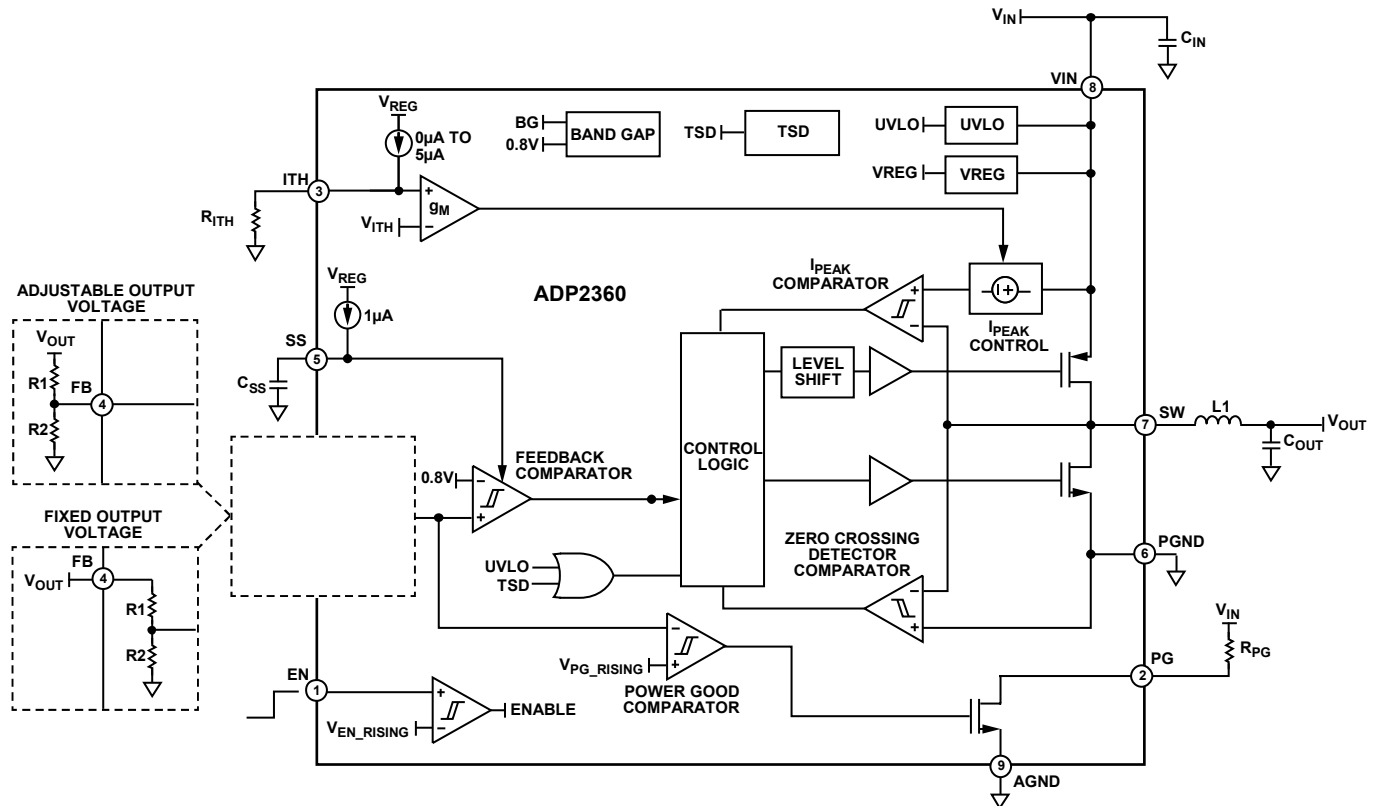 VIN
CIN
VIN
8
VREG
0µA TO
5µA
BG
0.8V
BAND GAP
TSD
TSD
UVLO
UVLO
VREG
VREG
ITH
3
RITH
+
gM
VITH
−
ADP2360
VREG
1µA
SS
5
CSS
IPEAK
COMPARATOR
+
−
+
IPEAK
CONTROL
LEVEL
SHIFT
CONTROL
LOGIC
SW
7
L1
VOUT
COUT
ADJUSTABLE OUTPUT
VOLTAGE
VOUT
R1
FB
4
R2
FIXED OUTPUT
VOLTAGE
FB
VOUT
4
R1
R2
FEEDBACK
COMPARATOR
0.8V
−
+
UVLO
TSD
ZERO CROSSING
DETECTOR
COMPARATOR
−
+
PGND
6
VIN
RPG
PG
2
−
VPG_RISING
+
POWER GOOD
COMPARATOR
EN
1
+
VEN_RISING
−
ENABLE
9
AGND